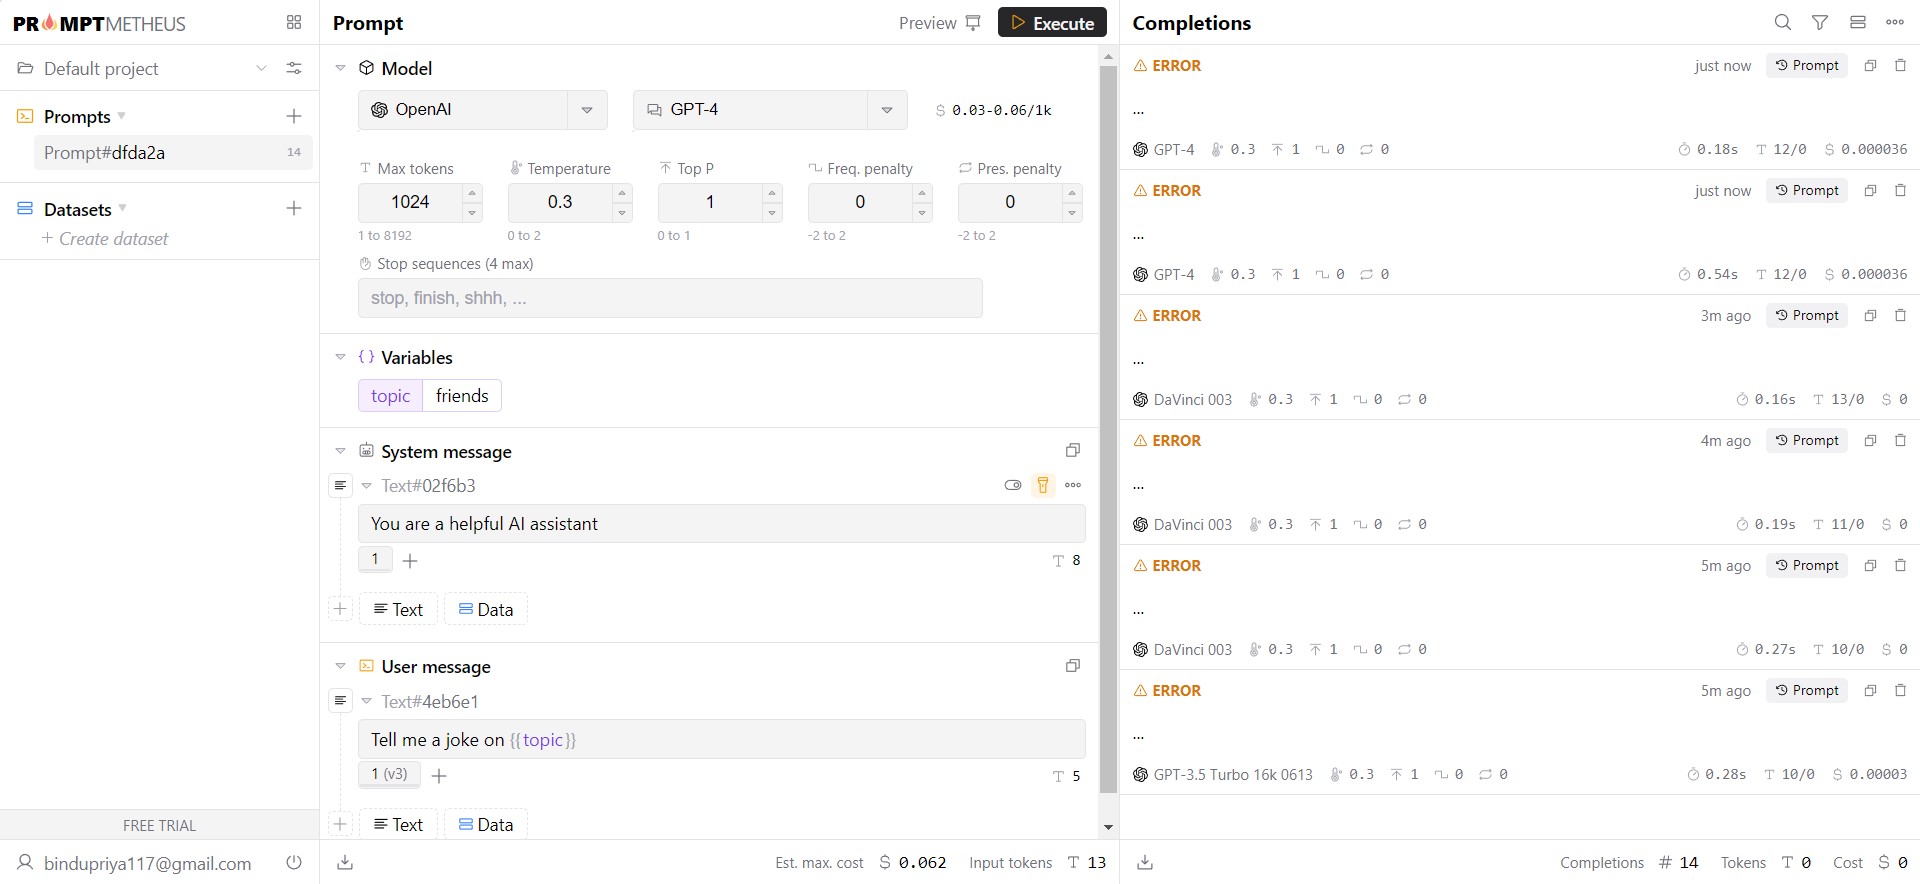 PROMPTMETHEUS
Default project
Prompts
Prompt#dfda2a 14
Datasets
+ Create dataset
FREE TRIAL
bindupriya117@gmail.com
Prompt Preview Execute
Model
OpenAI GPT-4 $ 0.03-0.06/1k
Max tokens Temperature Top P Freq. penalty Pres. penalty
1024 0.3 1 0 0
1 to 8192 0 to 2 0 to 1 -2 to 2 -2 to 2
Stop sequences (4 max)
stop, finish, shhh, ...
{} Variables
topic friends
System message
Text#02f6b3
You are a helpful AI assistant
1 + T 8
+ Text Data
User message
Text#4eb6e1
Tell me a joke on {{topic}}
1 (v3) + T 5
+ Text Data
Est. max. cost $ 0.062 Input tokens T 13
Completions
ERROR just now Prompt
...
GPT-4 0.3 1 0 0 0.18s T 12/0 $ 0.000036
ERROR just now Prompt
...
GPT-4 0.3 1 0 0 0.54s T 12/0 $ 0.000036
ERROR 3m ago Prompt
...
DaVinci 003 0.3 1 0 0 0.16s T 13/0 $ 0
ERROR 4m ago Prompt
...
DaVinci 003 0.3 1 0 0 0.19s T 11/0 $ 0
ERROR 5m ago Prompt
...
DaVinci 003 0.3 1 0 0 0.27s T 10/0 $ 0
ERROR 5m ago Prompt
...
GPT-3.5 Turbo 16k 0613 0.3 1 0 0 0.28s T 10/0 $ 0.00003
Completions # 14 Tokens T 0 Cost $ 0